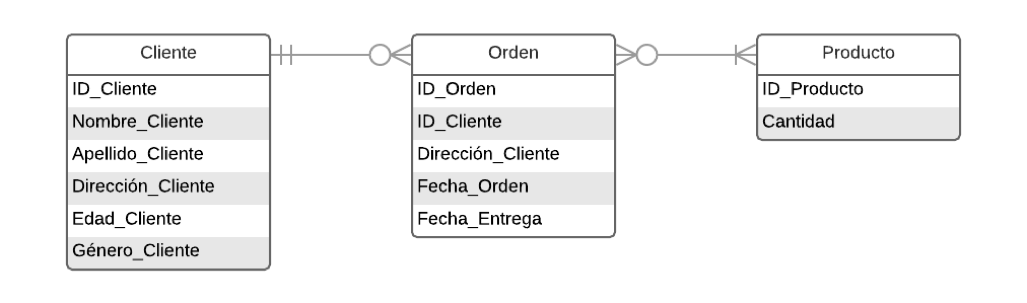 Cliente
ID_Cliente
Nombre_Cliente
Apellido_Cliente
Dirección_Cliente
Edad_Cliente
Género_Cliente
Orden
ID_Orden
ID_Cliente
Dirección_Cliente
Fecha_Orden
Fecha_Entrega
Producto
ID_Producto
Cantidad